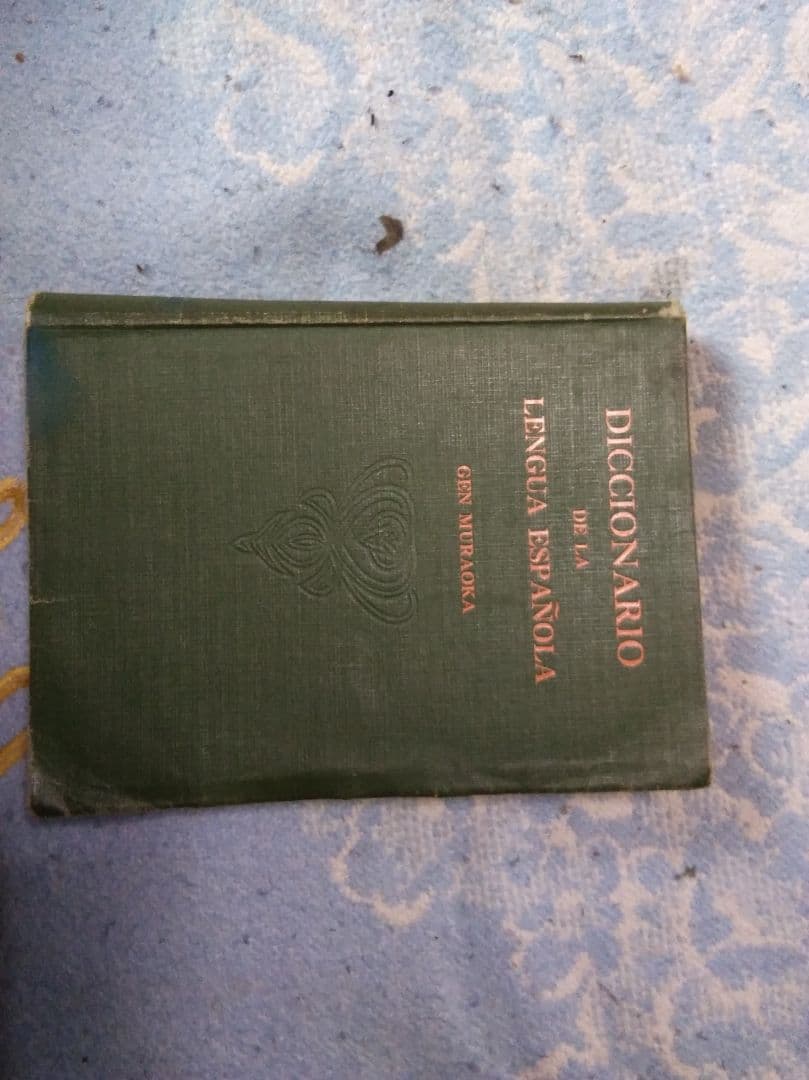 DICCIONARIO
DE LA
LENGUA ESPAÑOLA
GEN MURAOKA